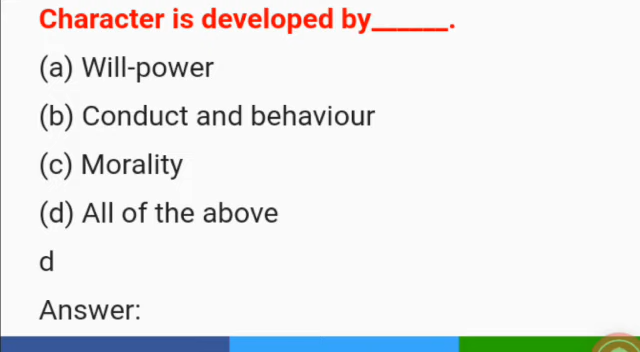 Character is developed by______.
(a) Will-power
(b) Conduct and behaviour
(c) Morality
(d) All of the above
d
Answer: